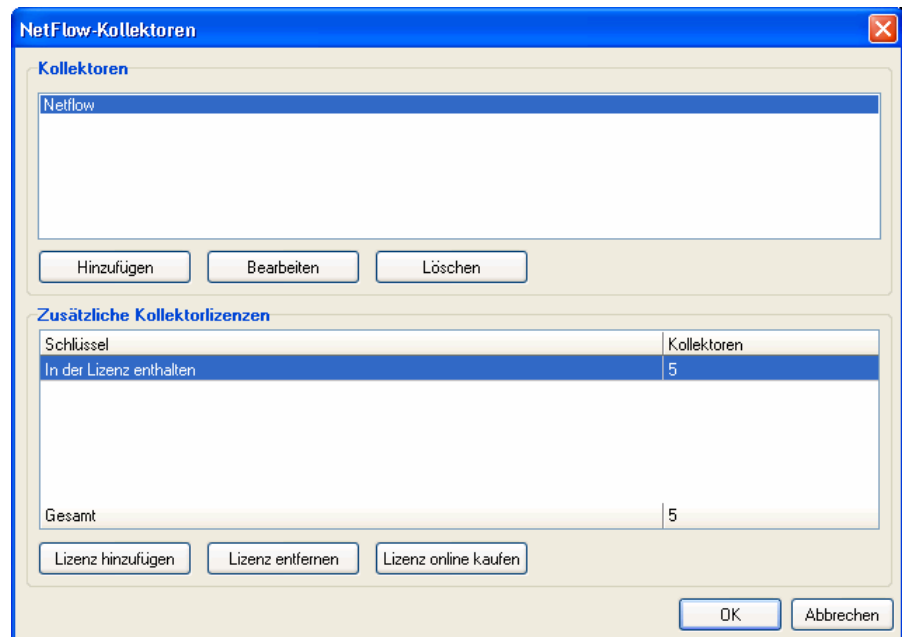 NetFlow-Kollektoren
Kollektoren
Netflow
Hinzufügen Bearbeiten Löschen
Zusätzliche Kollektorlizenzen
Schlüssel Kollektoren
In der Lizenz enthalten 5
Gesamt 5
Lizenz hinzufügen Lizenz entfernen Lizenz online kaufen
OK Abbrechen